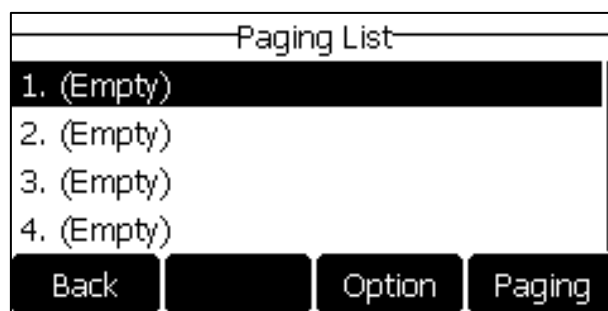 Paging List
1. (Empty)
2. (Empty)
3. (Empty)
4. (Empty)
Back Option Paging